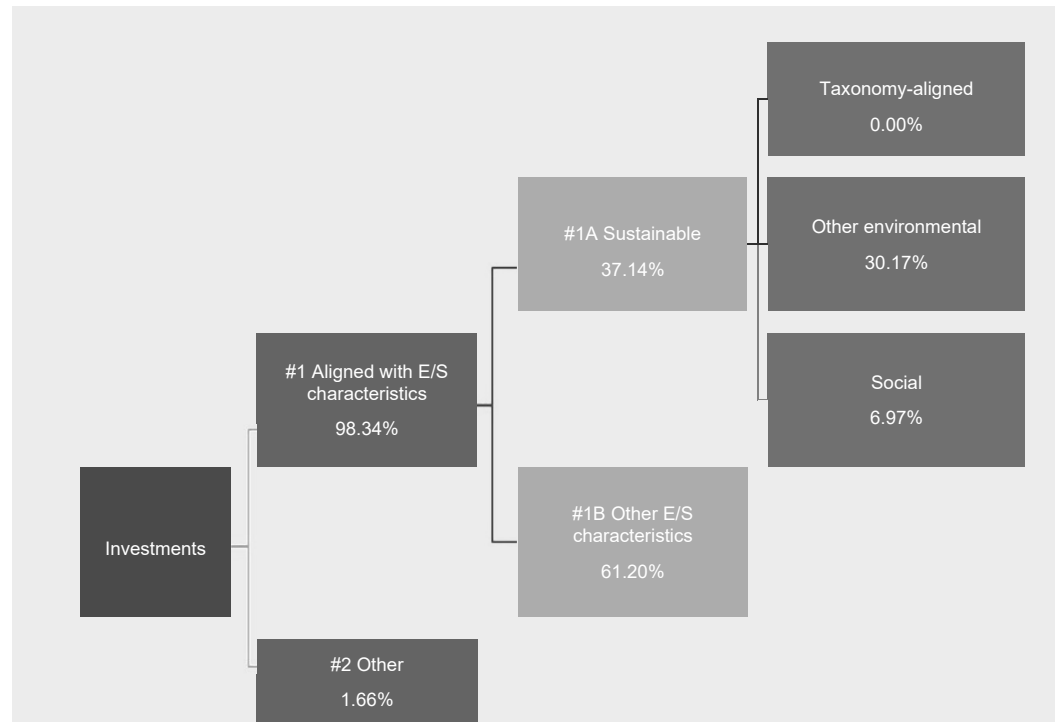 Taxonomy-aligned
0.00%
#1A Sustainable
37.14%
Other environmental
30.17%
#1 Aligned with E/S
characteristics
98.34%
Social
6.97%
Investments
#1B Other E/S
characteristics
61.20%
#2 Other
1.66%